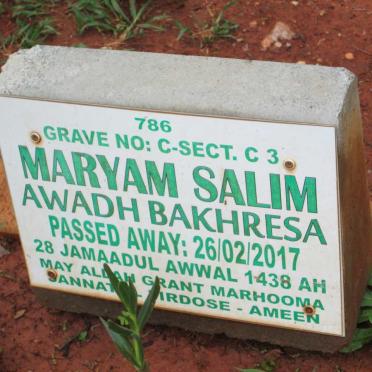 786
GRAVE NO: C-SECT. C 3
MARYAM SALIM
AWADH BAKHRESA
PASSED AWAY: 26/02/2017
28 JAMAADUL AWWAL 1438 AH
MAY ALLAH GRANT MARHOOMA
JANNATUL FIRDOSE - AMEEN